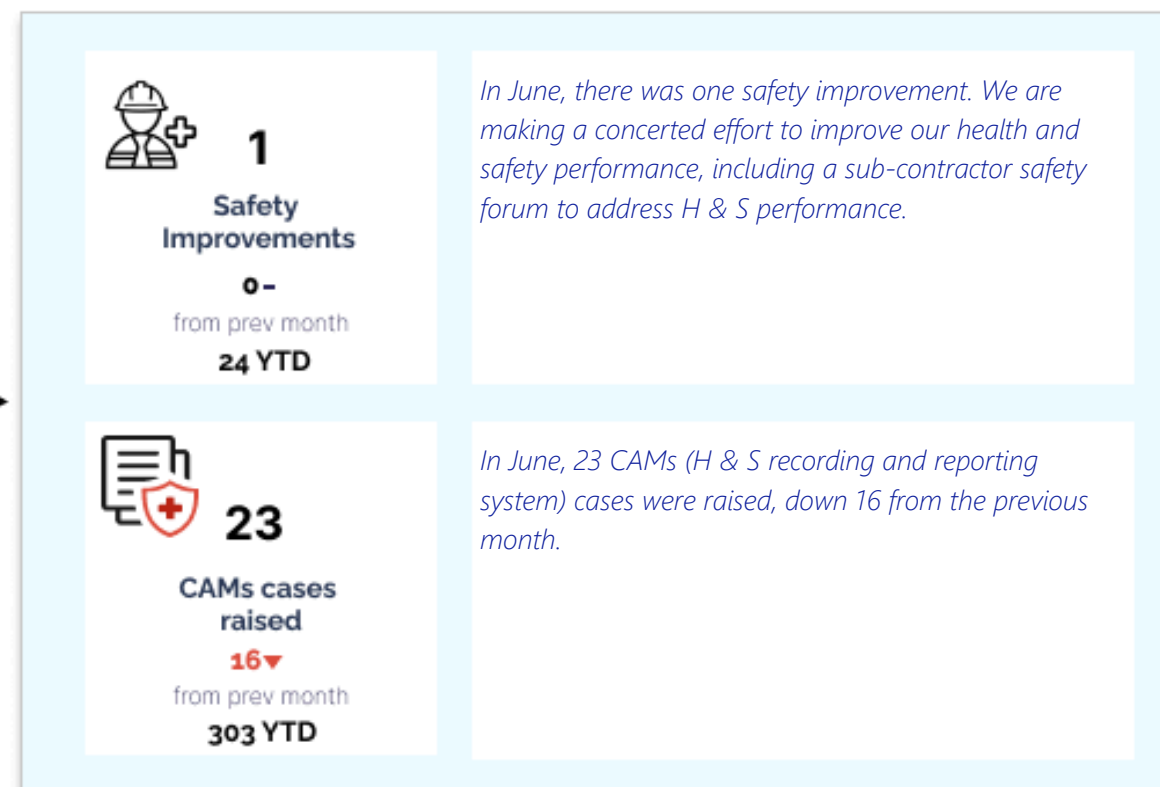 1
Safety
Improvements
0-
from prev month
24 YTD
In June, there was one safety improvement. We are
making a concerted effort to improve our health and
safety performance, including a sub-contractor safety
forum to address H & S performance.
23
CAMs cases
raised
16▼
from prev month
303 YTD
In June, 23 CAMs (H & S recording and reporting
system) cases were raised, down 16 from the previous
month.